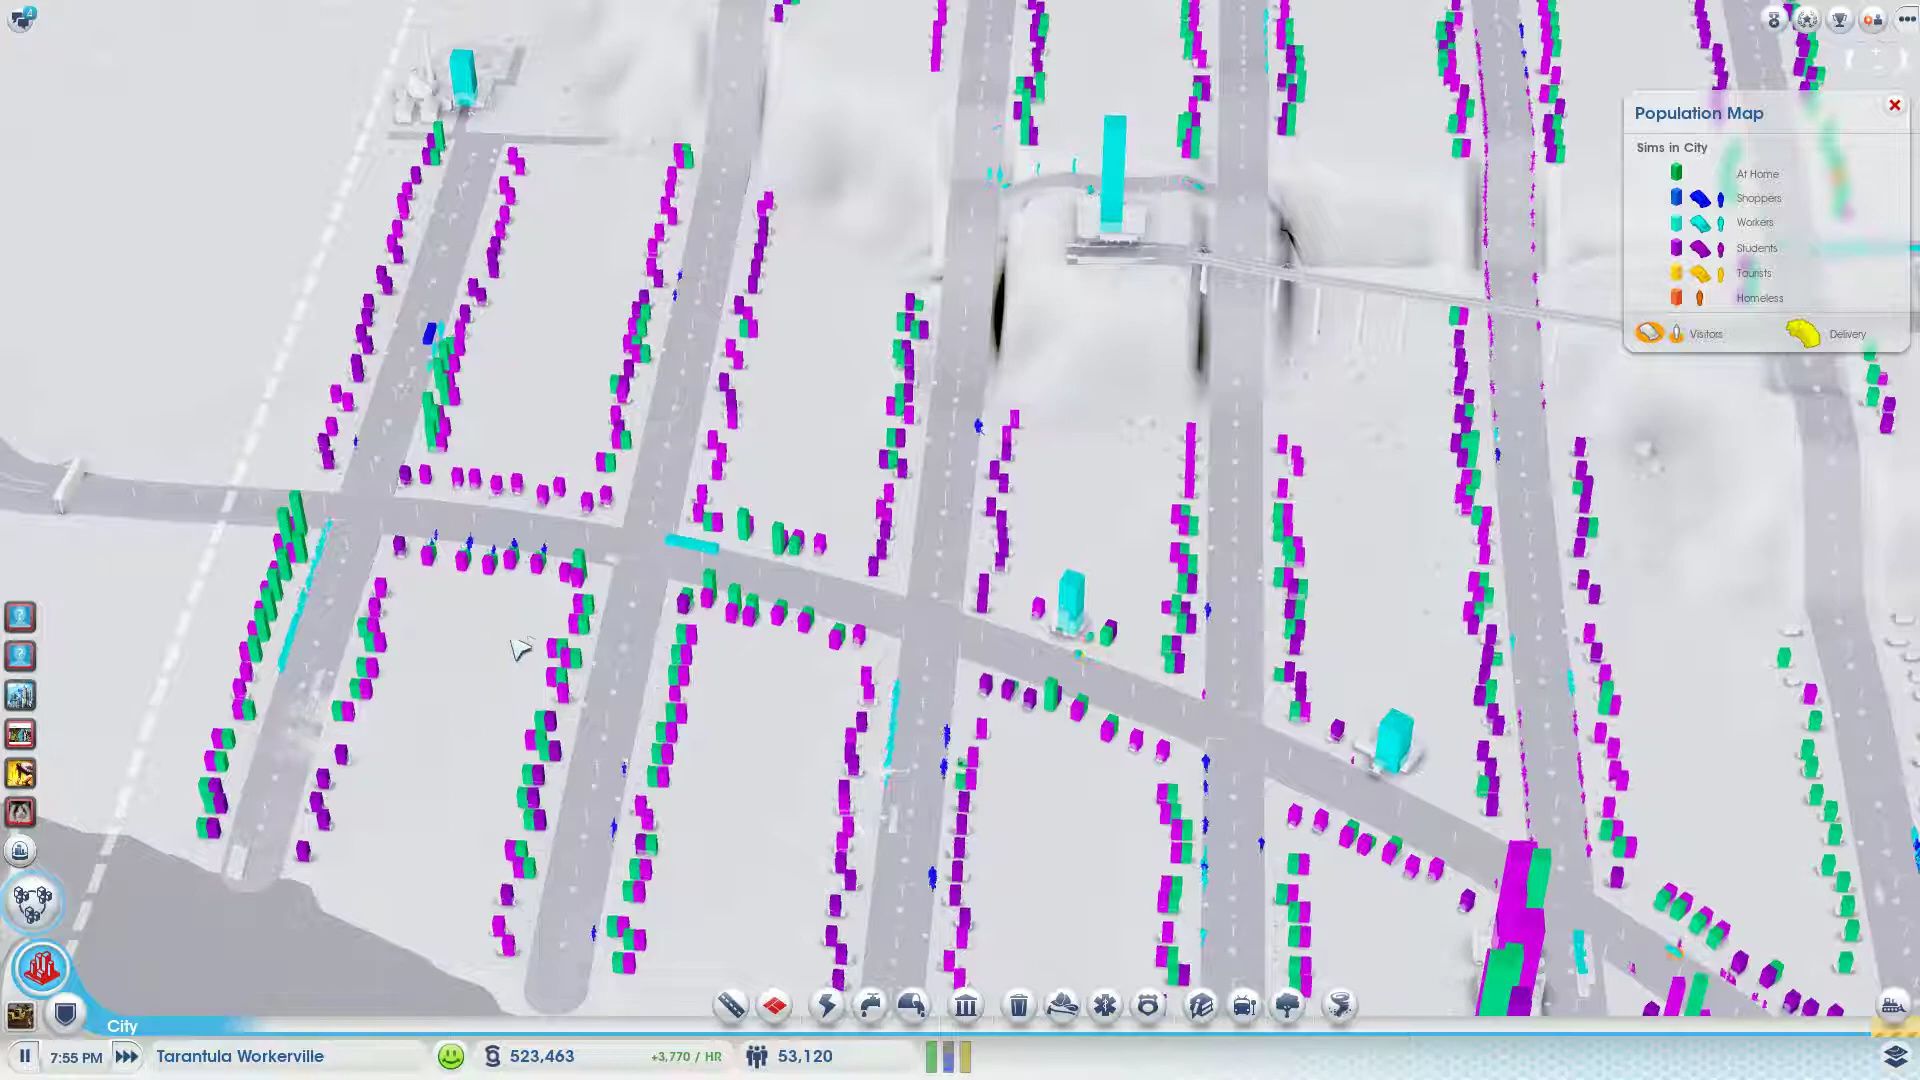 4
Population Map
Sims in City
At Home
Shoppers
Workers
Students
Tourists
Homeless
Visitors
Delivery
City
7:55 PM
Tarantula Workerville
523,463
+3,770 / HR
53,120